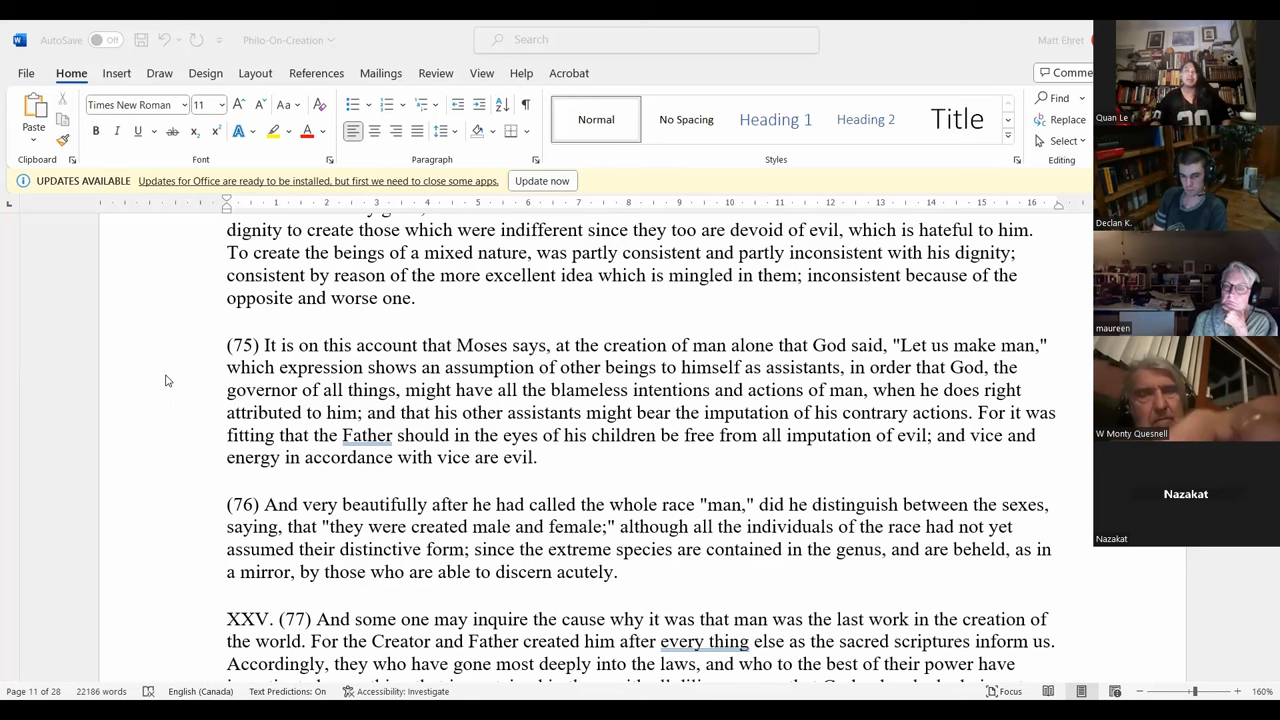 AutoSave
Off
Philo-On-Creation
Search
Matt Ehret
File Home Insert Draw Design Layout References Mailings Review View Help Acrobat
Paste
Clipboard
Times New Roman 11
Font
Paragraph
Normal
No Spacing
Heading 1
Heading 2
Title
Styles
Find
Replace
Select
Editing
UPDATES AVAILABLE Updates for Office are ready to be installed, but first we need to close some apps. Update now
1 2 3 4 5 6 7 8 9 10 11 12 13 14 15 16
dignity to create those which were indifferent since they too are devoid of evil, which is hateful to him.
To create the beings of a mixed nature, was partly consistent and partly inconsistent with his dignity;
consistent by reason of the more excellent idea which is mingled in them; inconsistent because of the
opposite and worse one.
(75) It is on this account that Moses says, at the creation of man alone that God said, "Let us make man,"
which expression shows an assumption of other beings to himself as assistants, in order that God, the
governor of all things, might have all the blameless intentions and actions of man, when he does right
attributed to him; and that his other assistants might bear the imputation of his contrary actions. For it was
fitting that the Father should in the eyes of his children be free from all imputation of evil; and vice and
energy in accordance with vice are evil.
(76) And very beautifully after he had called the whole race "man," did he distinguish between the sexes,
saying, that "they were created male and female;" although all the individuals of the race had not yet
assumed their distinctive form; since the extreme species are contained in the genus, and are beheld, as in
a mirror, by those who are able to discern acutely.
XXV. (77) And some one may inquire the cause why it was that man was the last work in the creation of
the world. For the Creator and Father created him after every thing else as the sacred scriptures inform us.
Accordingly, they who have gone most deeply into the laws, and who to the best of their power have
Page 11 of 28 22186 words English (Canada) Text Predictions: On Accessibility: Investigate Focus 160%
Quan Le
Declan K.
maureen
W Monty Quesnell
Nazakat
Nazakat